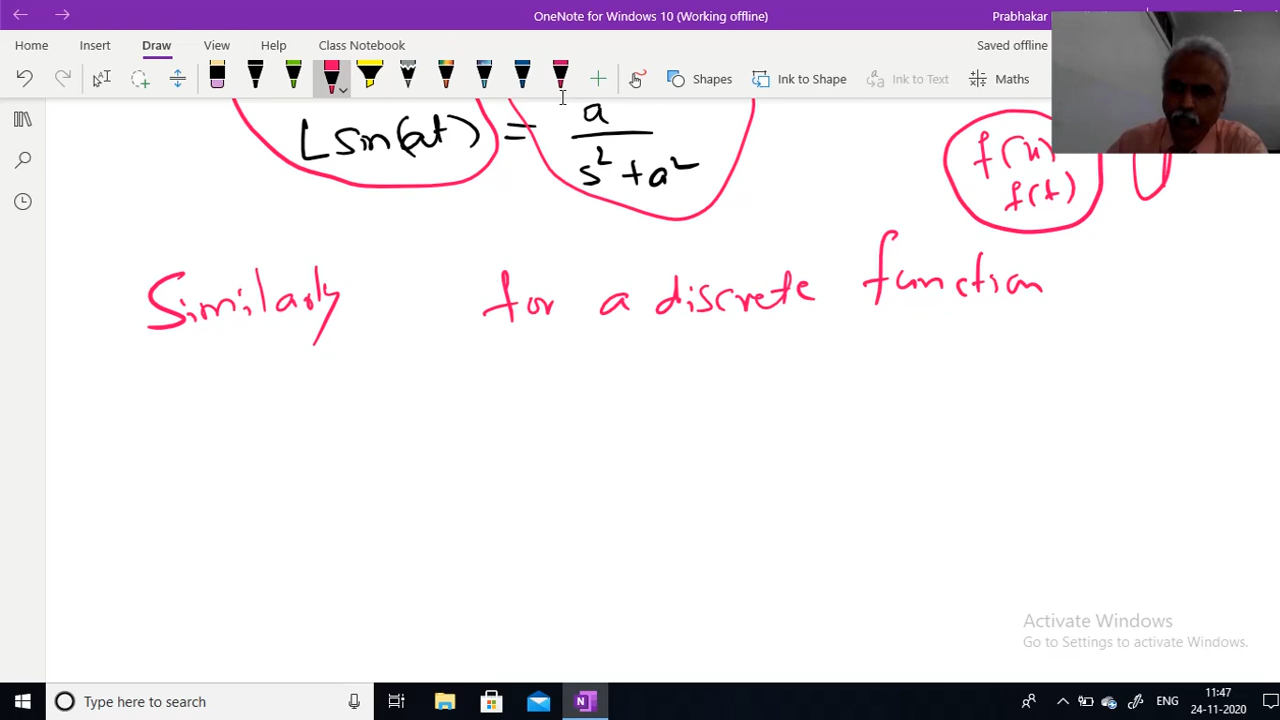 OneNote for Windows 10 (Working offline)
Prabhakar
Home Insert Draw View Help Class Notebook
Saved offline
Shapes Ink to Shape Ink to Text Maths
L sin(at) = a / s² + a²
f(x)
f(t)
Similarly for a discrete function
Activate Windows
Go to Settings to activate Windows.
Type here to search
ENG
11:47
24-11-2020